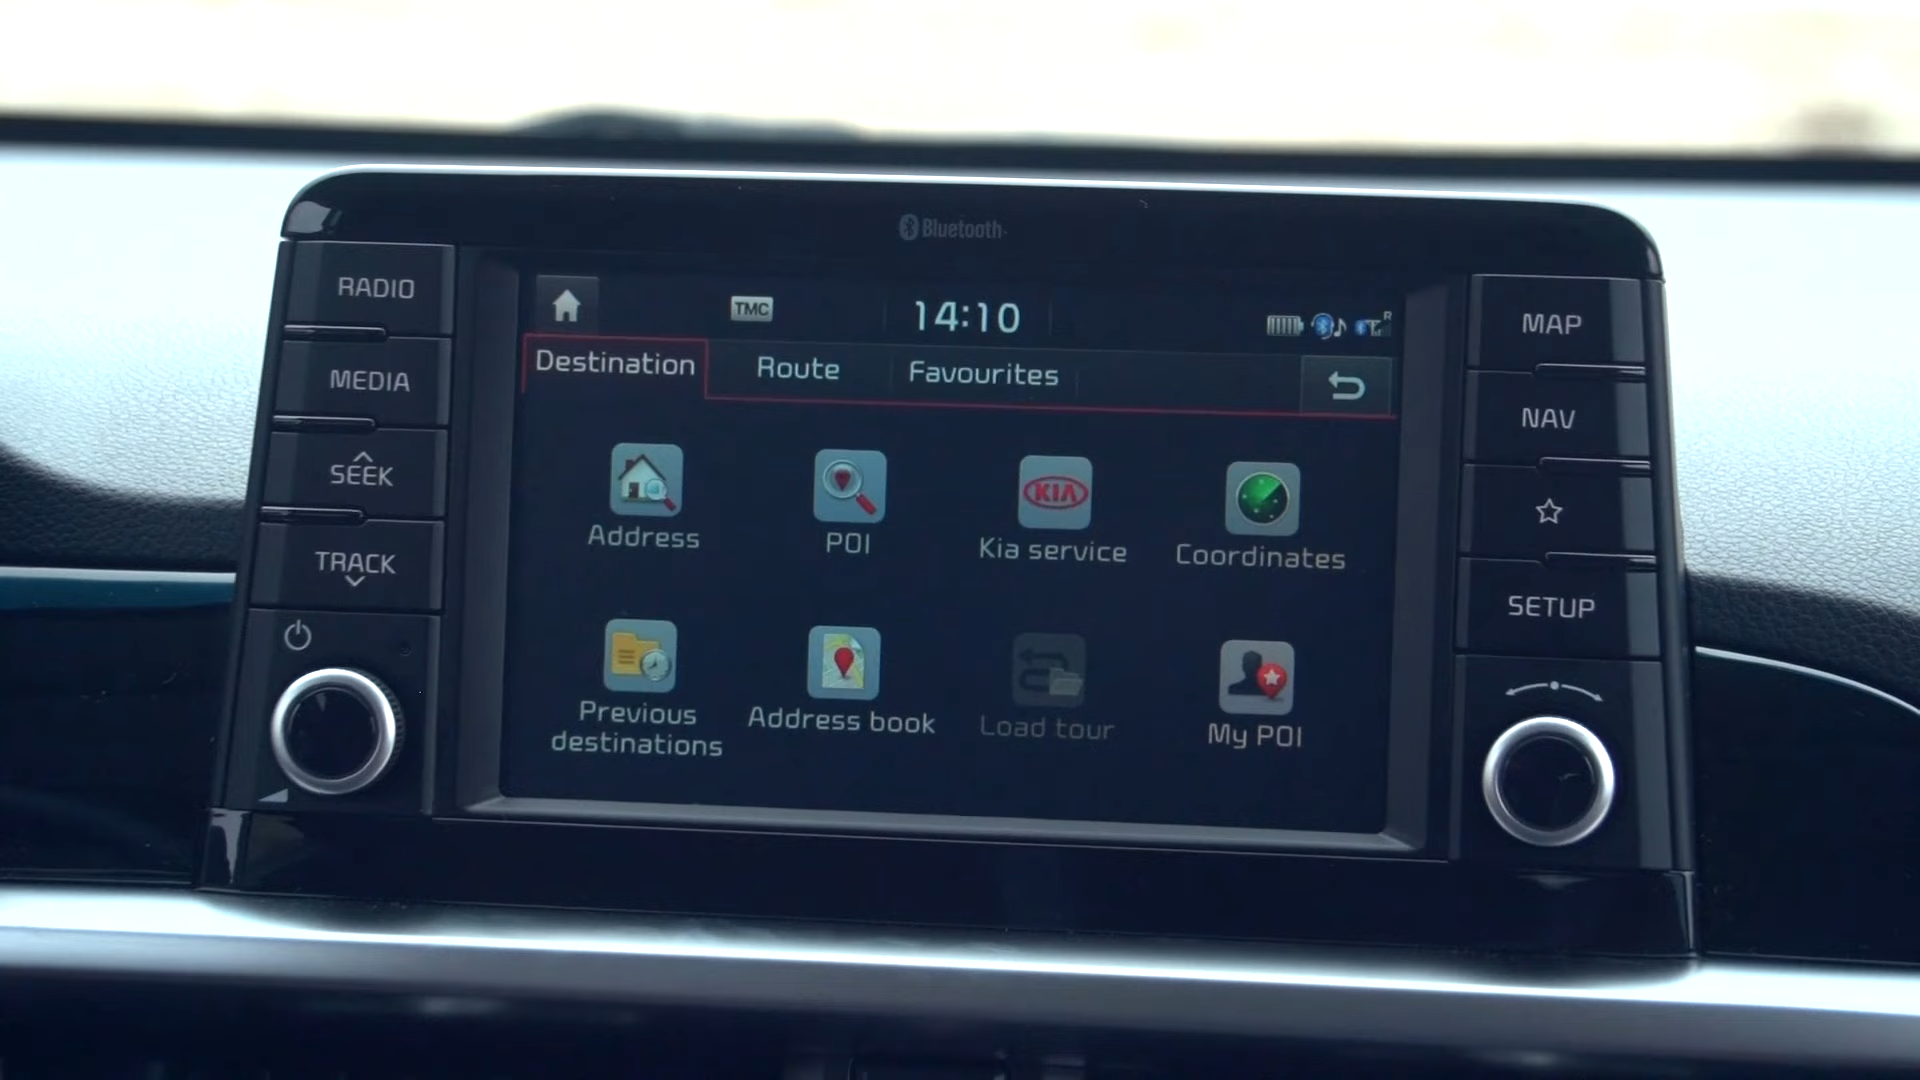 Bluetooth
RADIO
MEDIA
SEEK
TRACK
TMC
14:10
R
Destination
Route
Favourites
Address
POI
KIA
Kia service
Coordinates
Previous
destinations
Address book
Load tour
My POI
MAP
NAV
SETUP